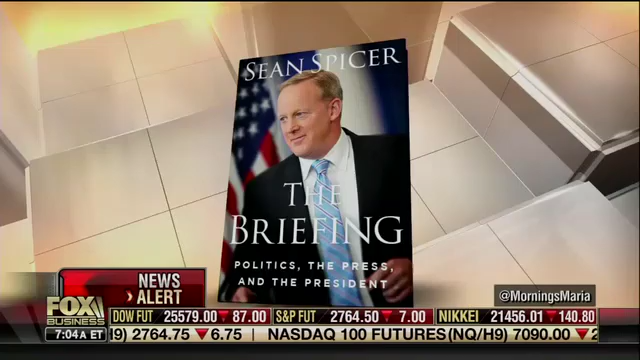 SEAN SPICER
THE
BRIEFING
POLITICS, THE PRESS,
AND THE PRESIDENT
NEWS
› ALERT
@MorningsMaria
FOX
BUSINESS
DOW FUT 25579.00 ▼ 87.00 S&P FUT 2764.50 ▼ 7.00 NIKKEI 21456.01 ▼ 140.80
7:04A ET
9) 2764.75 ▼ 6.75 NASDAQ 100 FUTURES(NQ/H9) 7090.00 ▼ 2